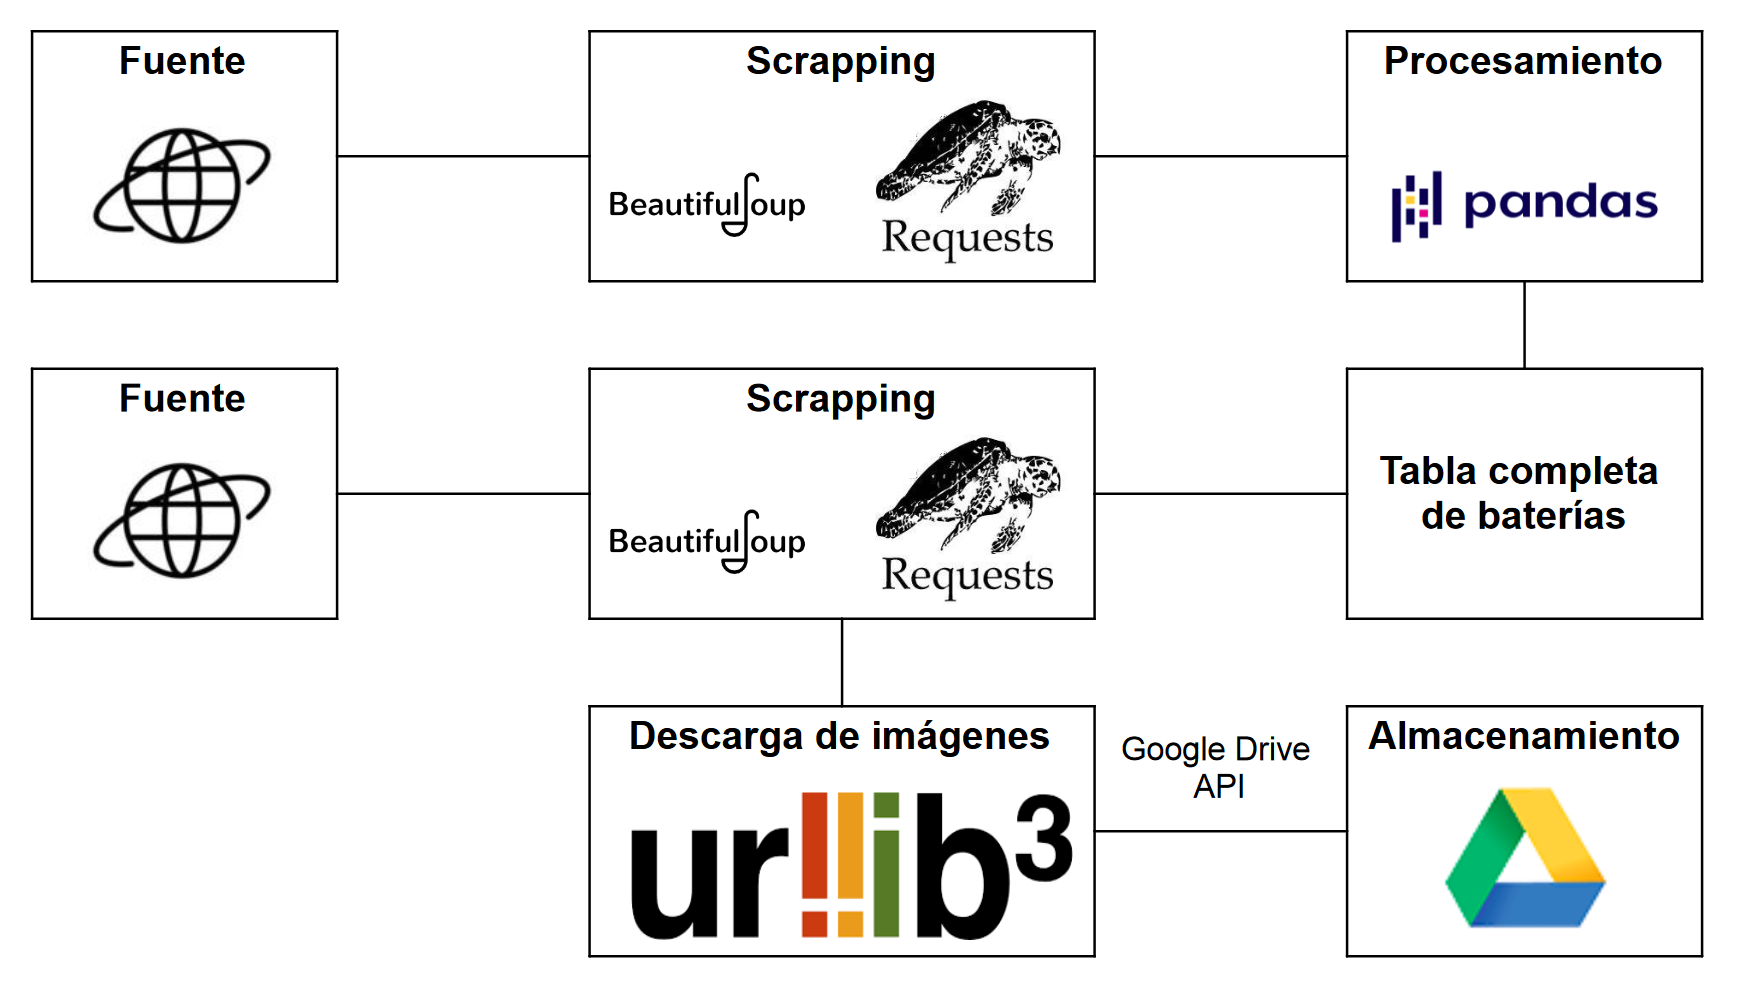 Fuente
Scrapping
Procesamiento
BeautifulSoup
Requests
pandas
Fuente
Scrapping
BeautifulSoup
Requests
Tabla completa
de baterías
Descarga de imágenes
urllib3
Google Drive
API
Almacenamiento